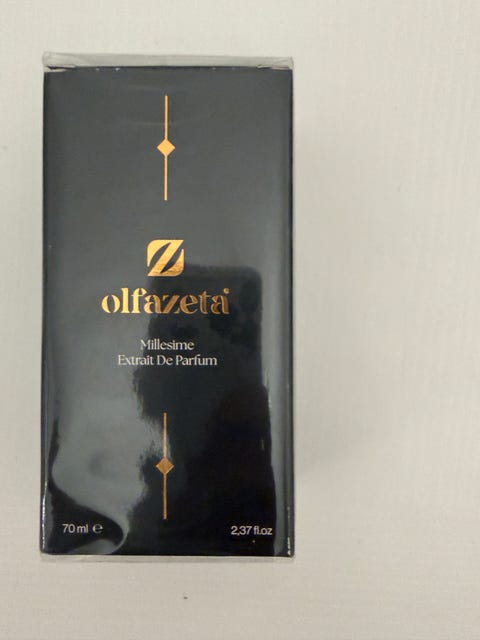 Z
olfazeta
Millesime
Extrait De Parfum
70 ml ℮
2,37 fl.oz